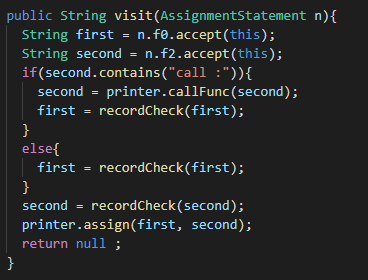 public String visit(AssignmentStatement n){
  String first = n.f0.accept(this);
  String second = n.f2.accept(this);
  if(second.contains("call :")){
    second = printer.callFunc(second);
    first = recordCheck(first);
  }
  else{
    first = recordCheck(first);
  }
  second = recordCheck(second);
  printer.assign(first, second);
  return null ;
}